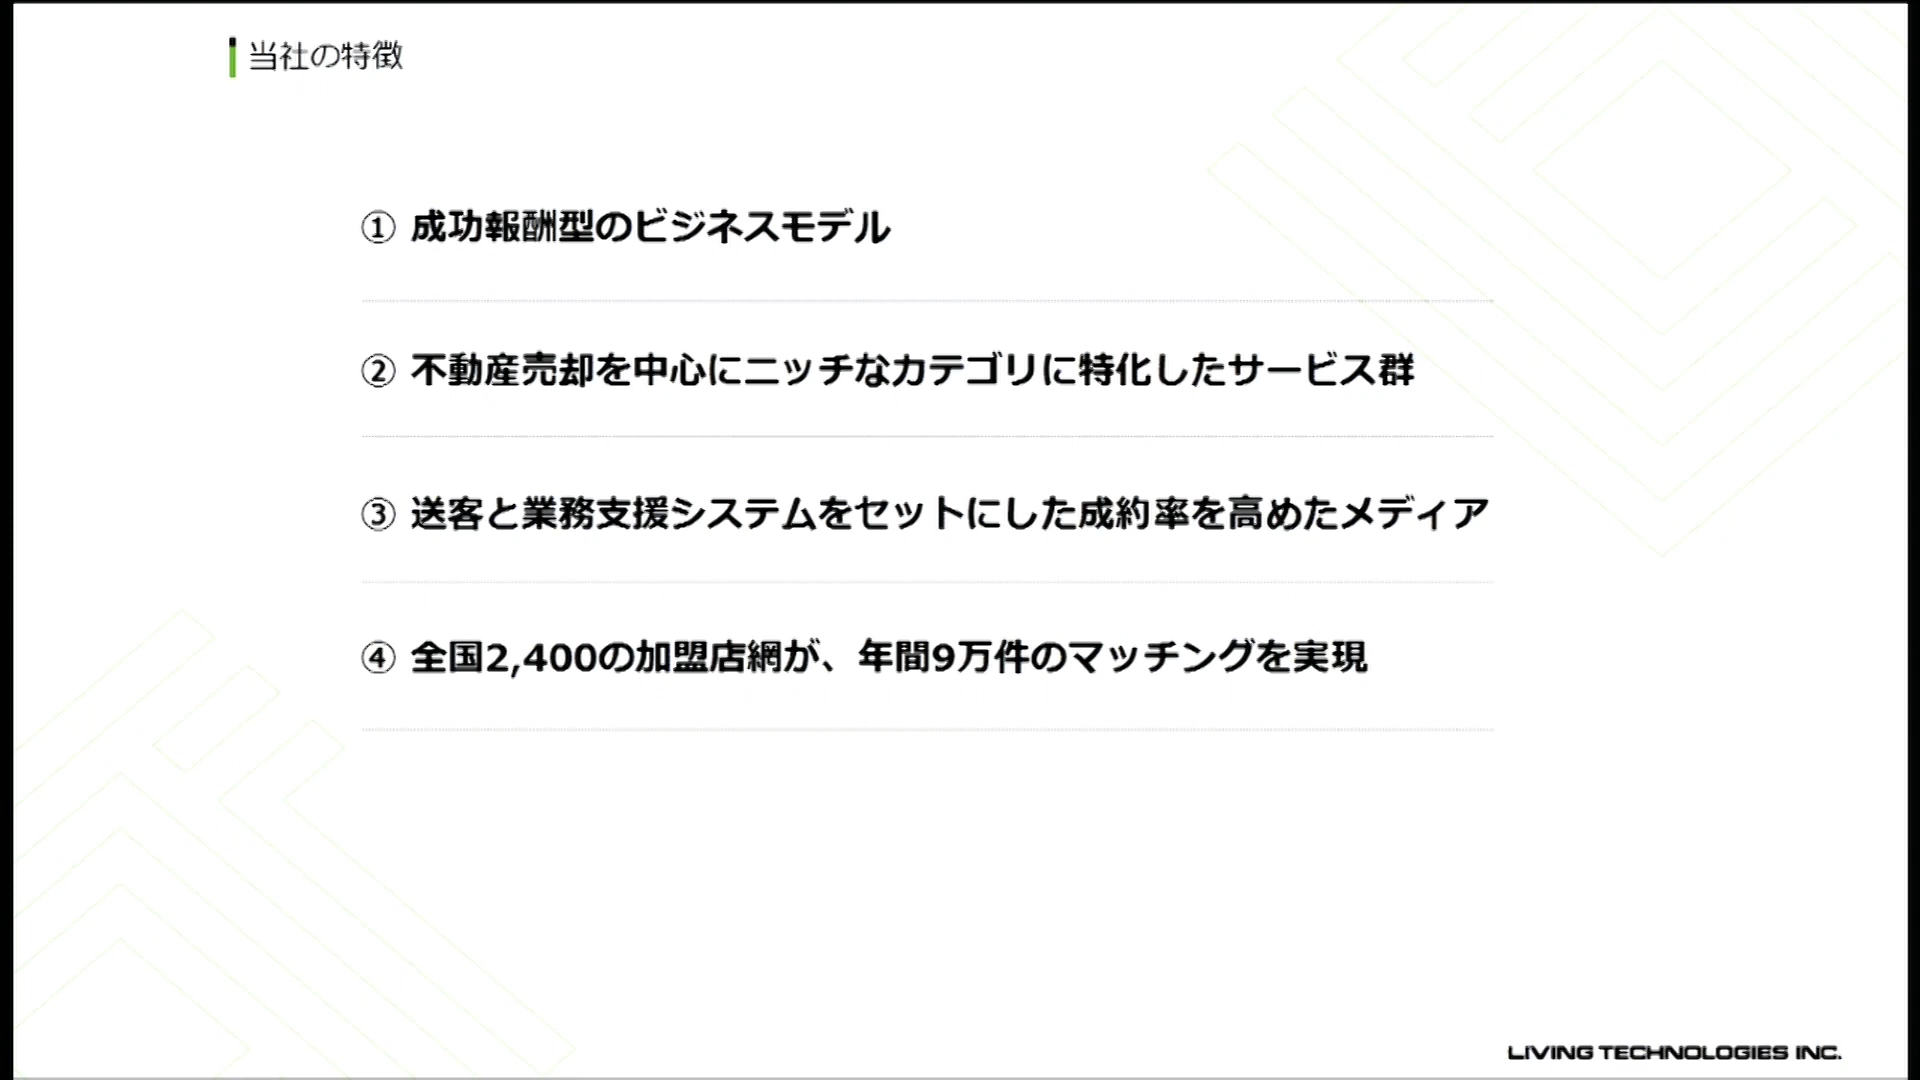 当社の特徴
① 成功報酬型のビジネスモデル
② 不動産売却を中心にニッチなカテゴリに特化したサービス群
③ 送客と業務支援システムをセットにした成約率を高めたメディア
④ 全国2,400の加盟店網が、年間9万件のマッチングを実現
LIVING TECHNOLOGIES INC.